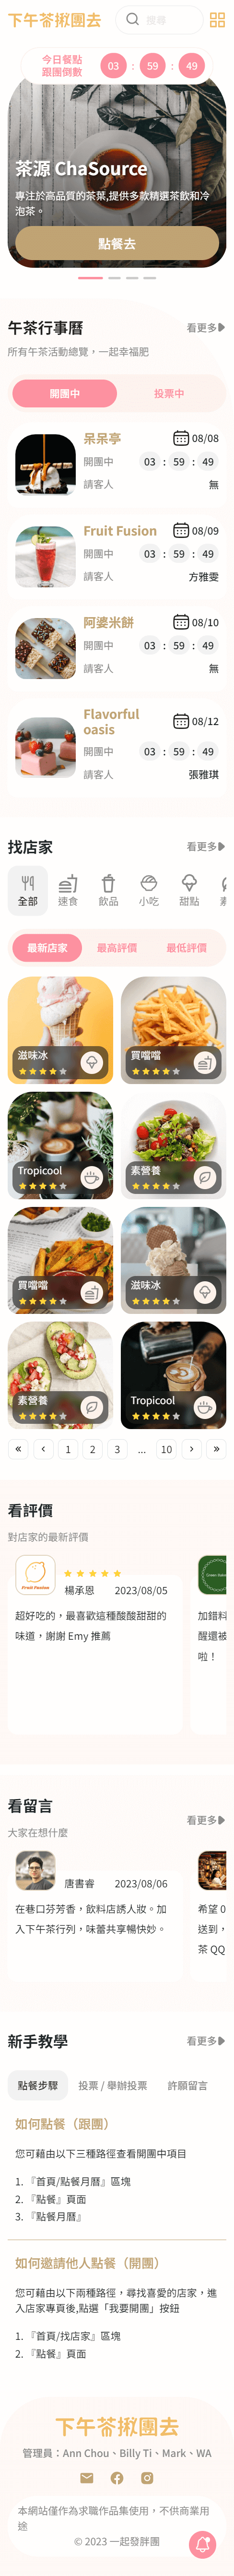 下午茶揪團去
搜尋
今日餐點
跟團倒數
03 : 59 : 49
茶源 ChaSource
專注於高品質的茶葉,提供多款精選茶飲和冷
泡茶。
點餐去
午茶行事曆
看更多
所有午茶活動總覽，一起幸福肥
開團中
投票中
呆呆亭
08/08
開團中
03 : 59 : 49
請客人
無
Fruit Fusion
08/09
開團中
03 : 59 : 49
請客人
方雅雯
阿婆米餅
08/10
開團中
03 : 59 : 49
請客人
無
Flavorful
oasis
08/12
開團中
03 : 59 : 49
請客人
張雅琪
找店家
看更多
全部
速食
飲品
小吃
甜點
最新店家
最高評價
最低評價
滋味冰
買噹噹
Tropicool
素營養
買噹噹
滋味冰
素營養
Tropicool
« ‹ 1 2 3 ... 10 › »
看評價
對店家的最新評價
楊承恩
2023/08/05
超好吃的，最喜歡這種酸酸甜甜的
味道，謝謝 Emy 推薦
加錯料
醒還被
啦！
看留言
看更多
大家在想什麼
唐書睿
2023/08/06
在巷口芬芳香，飲料店誘人妝。加
入下午茶行列，味蕾共享暢快妙。
希望 0
送到，
茶 QQ
新手教學
看更多
點餐步驟
投票 / 舉辦投票
許願留言
如何點餐（跟團）
您可藉由以下三種路徑查看開團中項目
1. 『首頁/點餐月曆』區塊
2. 『點餐』頁面
3. 『點餐月曆』
如何邀請他人點餐（開團）
您可藉由以下兩種路徑，尋找喜愛的店家，進
入店家專頁後,點選「我要開團」按鈕
1. 『首頁/找店家』區塊
2. 『點餐』頁面
下午茶揪團去
管理員：Ann Chou、Billy Ti、Mark、WA
本網站僅作為求職作品集使用，不供商業用
途
© 2023 一起發胖團